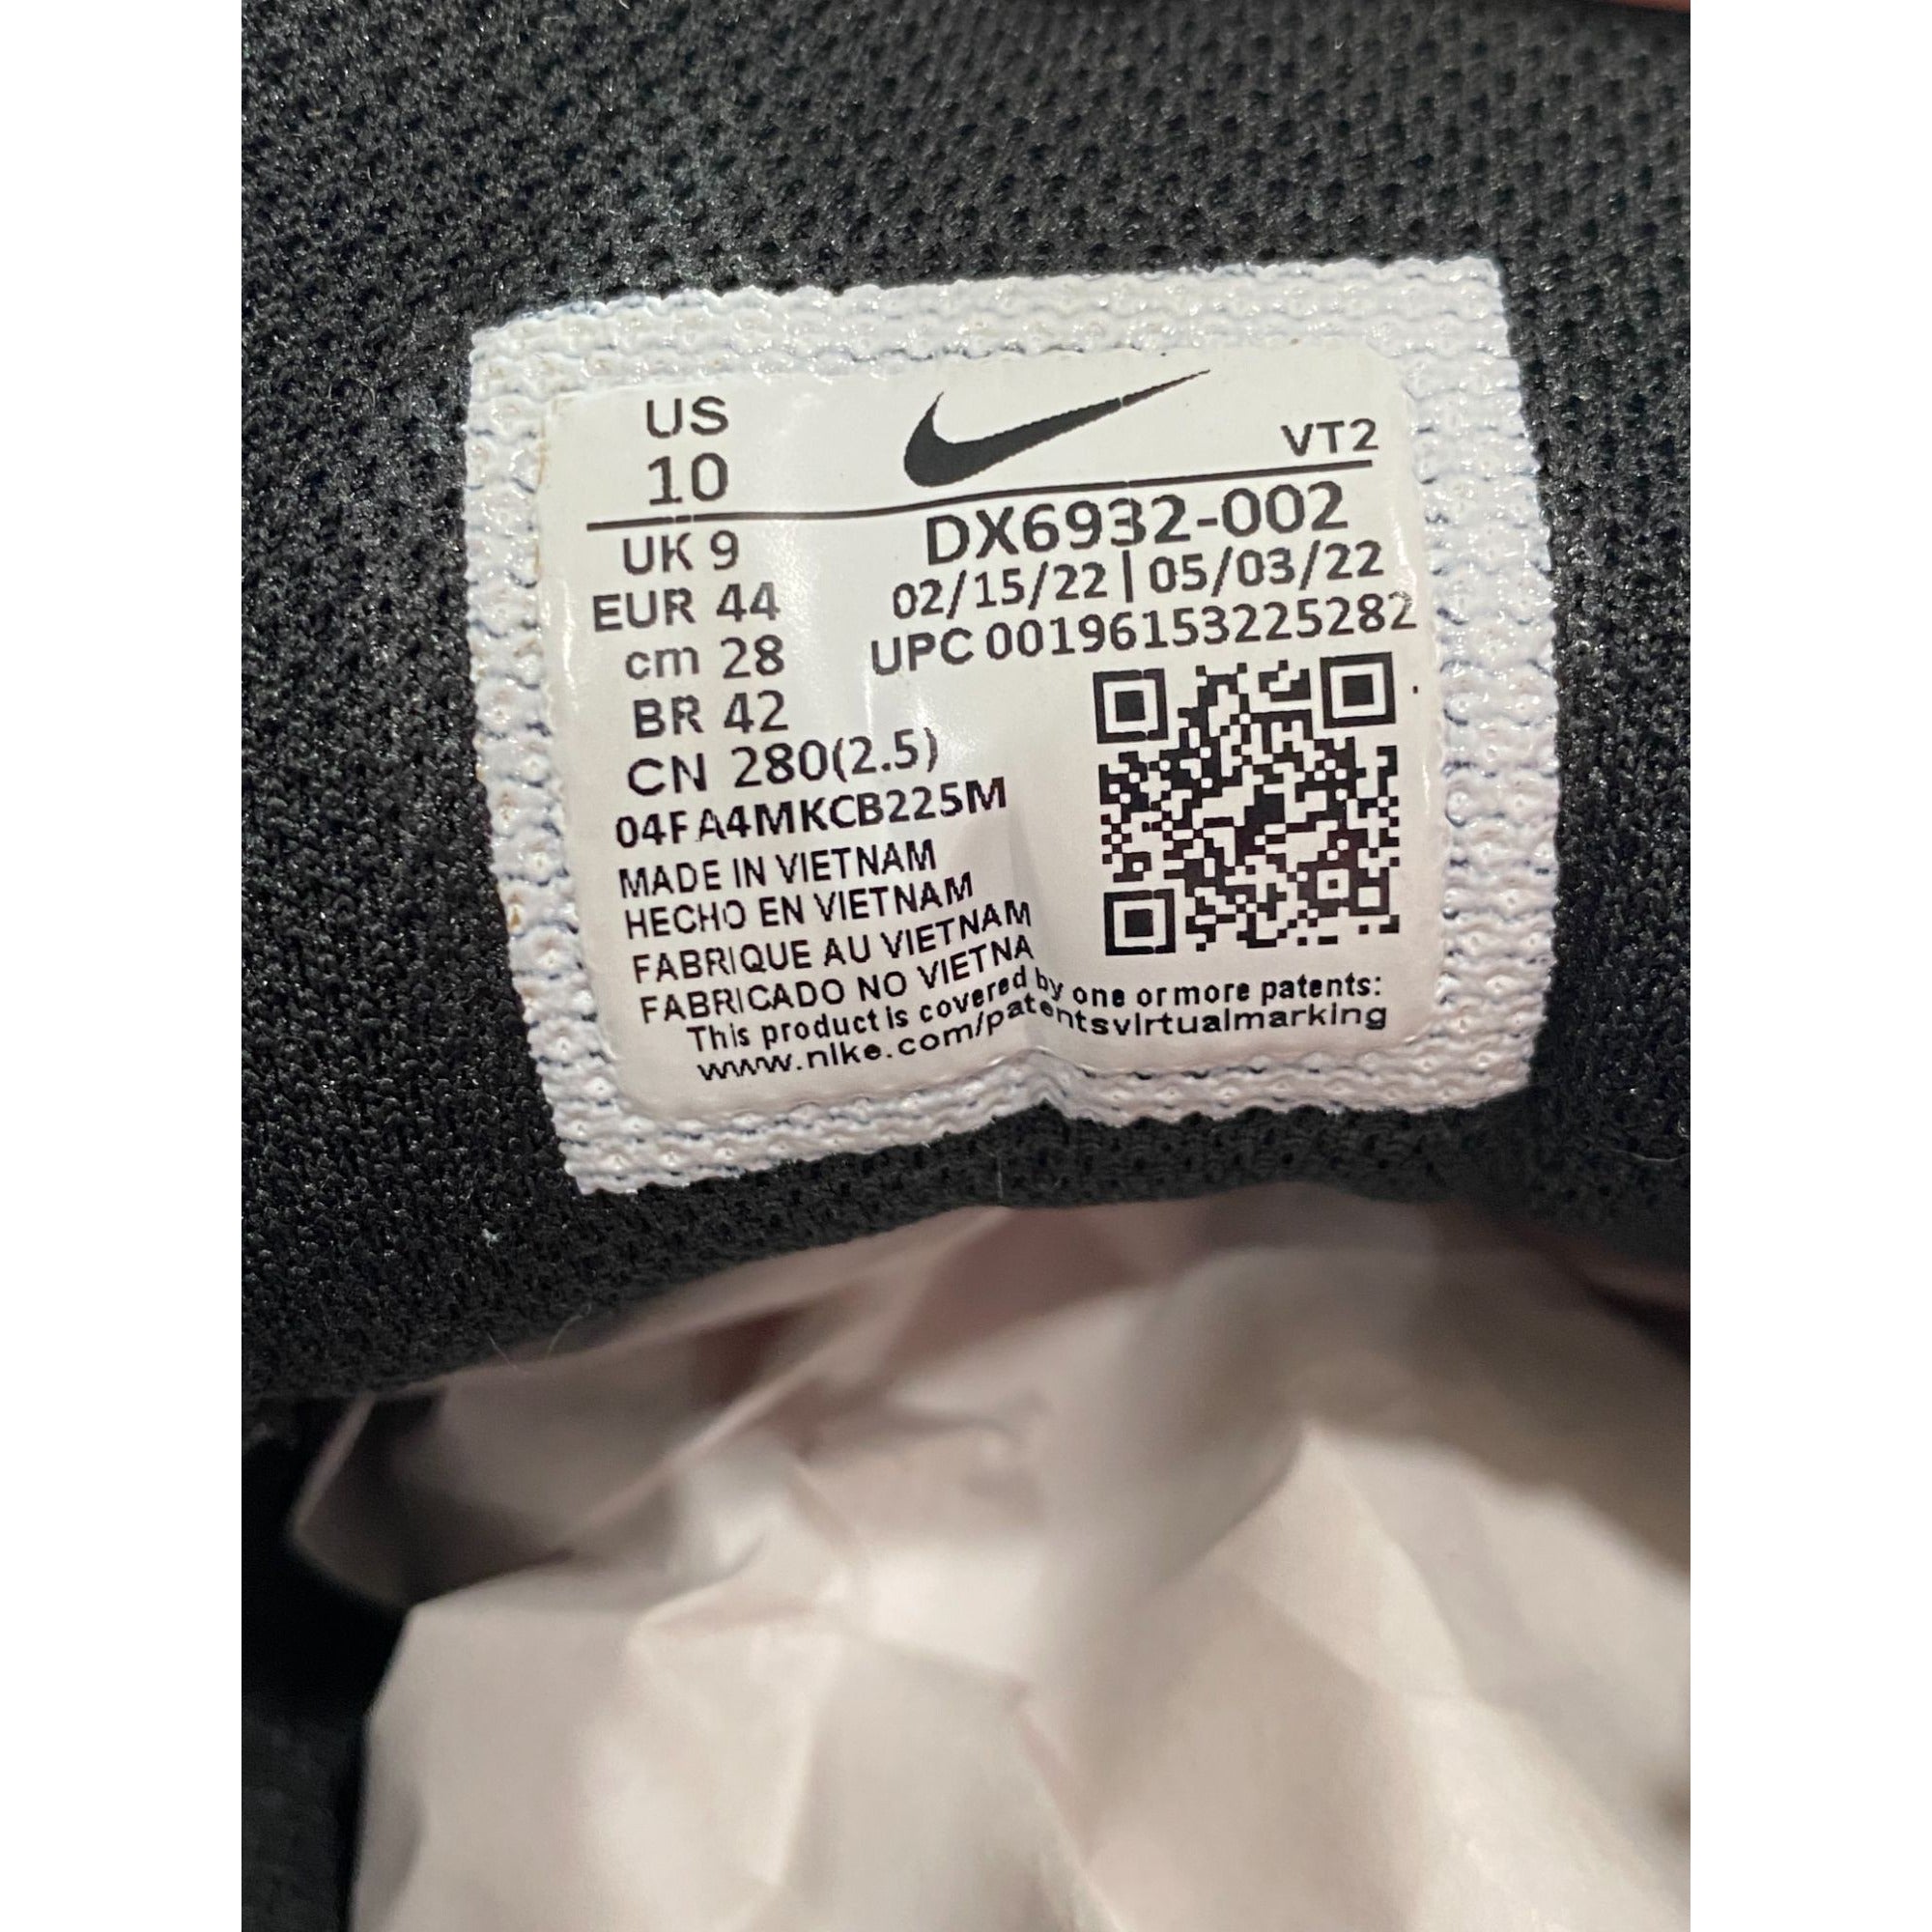 US
10
VT2
UK 9
EUR 44
cm 28
BR 42
CN 280(2.5)
DX6932-002
02/15/22 | 05/03/22
UPC 00196153225282
04FA4MKCB225M
MADE IN VIETNAM
HECHO EN VIETNAM
FABRIQUE AU VIETNAM
FABRICADO NO VIETNA
This product is covered by one or more patents:
www.nike.com/patentsvirtualmarking